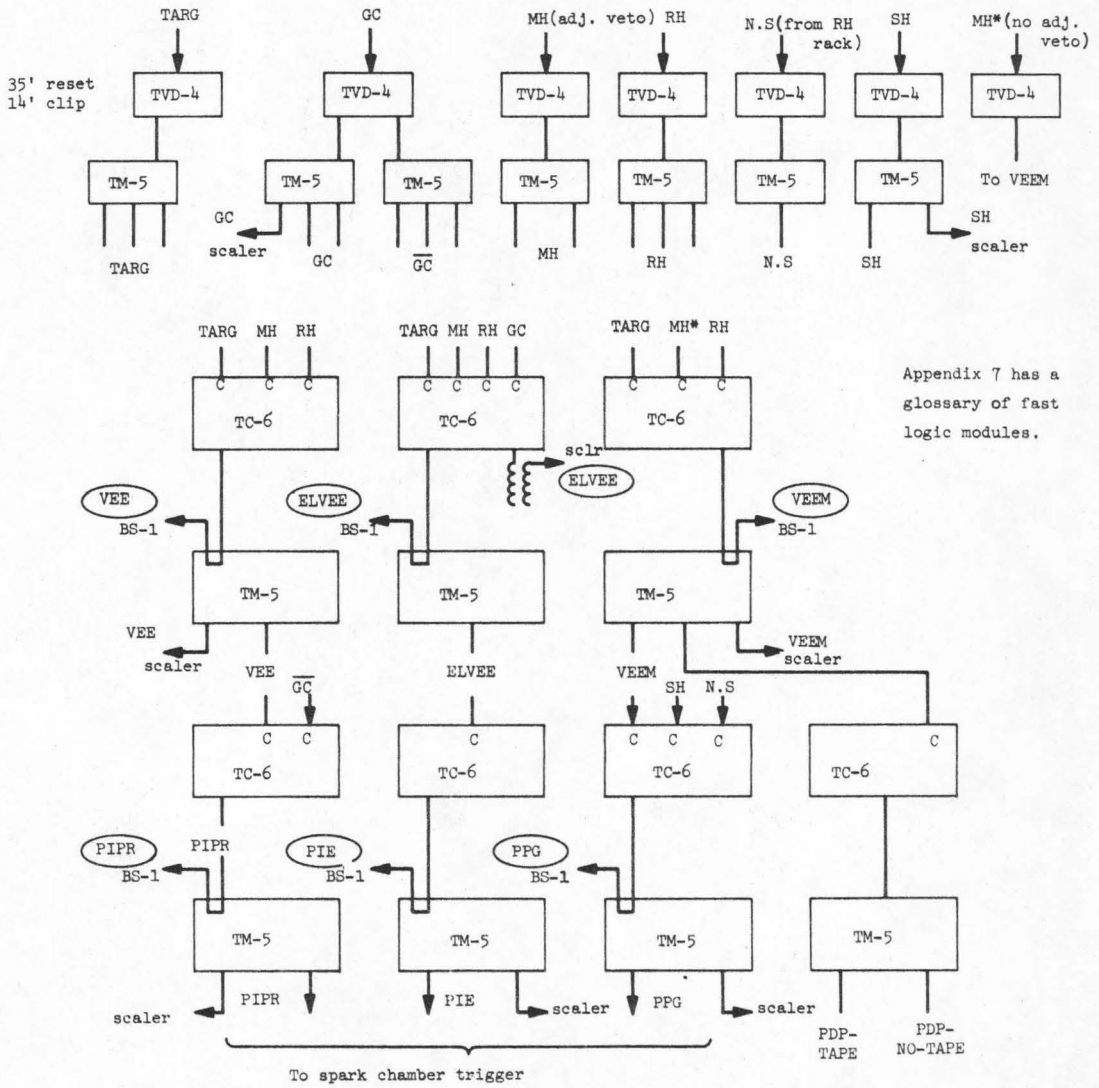 TARG
GC
MH(adj. veto) RH
N.S(from RH
rack)
SH
MH*(no adj.
veto)
35' reset
14' clip
TVD-4
TVD-4
TVD-4
TVD-4
TVD-4
TVD-4
TVD-4
TM-5
TM-5
TM-5
TM-5
TM-5
TM-5
TM-5
To VEEM
GC
scaler
SH
scaler
TARG
GC
G̅C̅
MH
RH
N.S
SH
TARG MH RH
TARG MH RH GC
TARG MH* RH
C C C
C C C C
C C C
TC-6
TC-6
TC-6
Appendix 7 has a
glossary of fast
logic modules.
sclr
ELVEE
VEE
BS-1
ELVEE
BS-1
VEEM
BS-1
TM-5
TM-5
TM-5
VEE
scaler
VEEM
scaler
VEE
G̅C̅
ELVEE
VEEM
SH
N.S
C C
C
C C C
C
TC-6
TC-6
TC-6
TC-6
PIPR
BS-1
PIPR
PIE
BS-1
PPG
BS-1
TM-5
TM-5
TM-5
TM-5
scaler
PIPR
PIE
scaler
PPG
scaler
PDP-
TAPE
PDP-
NO-TAPE
To spark chamber trigger